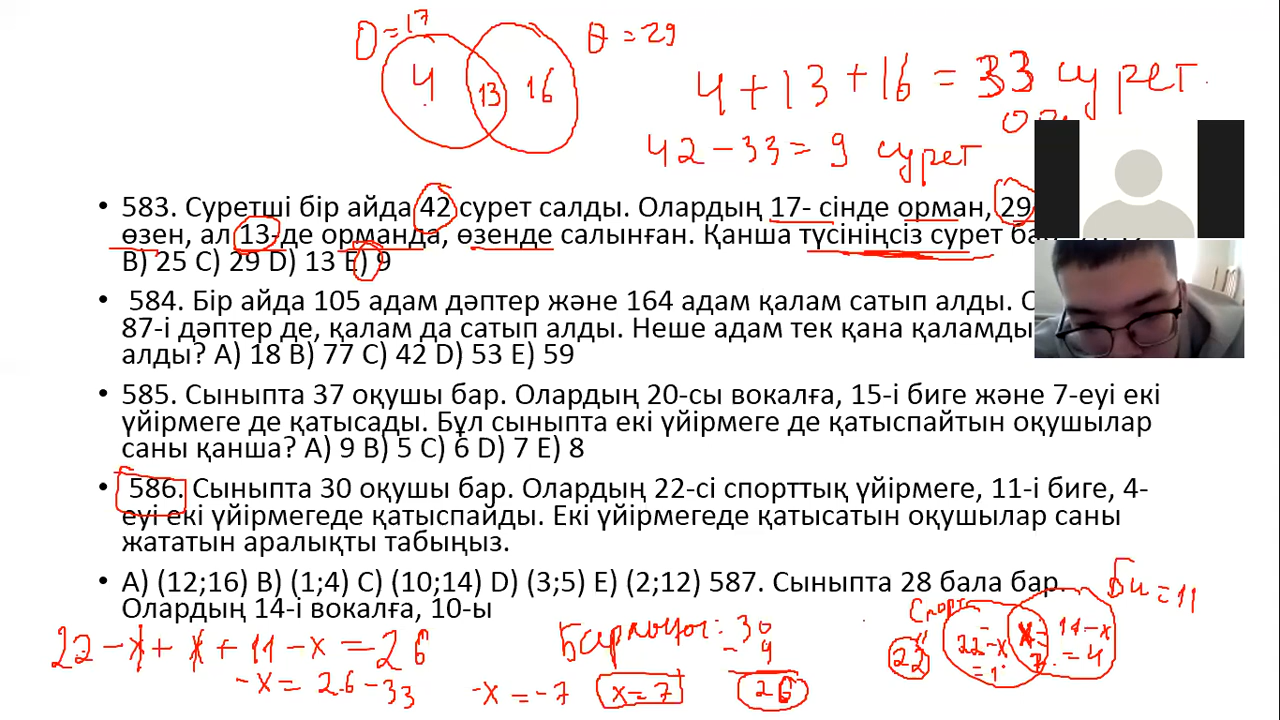 О=17
Ө=29
4 13 16
4+13+16=33 сурет
42-33=9 сурет
• 583. Суретші бір айда 42 сурет салды. Олардың 17- сінде орман, 29
өзен, ал 13-де орманда, өзенде салынған. Қанша түсініңсіз сурет
B) 25 C) 29 D) 13 E) 9
• 584. Бір айда 105 адам дәптер және 164 адам қалам сатып алды.
87-і дәптер де, қалам да сатып алды. Неше адам тек қана қаламды
алды? A) 18 B) 77 C) 42 D) 53 E) 59
• 585. Сыныпта 37 оқушы бар. Олардың 20-сы вокалға, 15-і биге және 7-еуі екі
үйірмеге де қатысады. Бұл сыныпта екі үйірмеге де қатыспайтын оқушылар
саны қанша? A) 9 B) 5 C) 6 D) 7 E) 8
• 586. Сыныпта 30 оқушы бар. Олардың 22-сі спорттық үйірмеге, 11-і биге, 4-
еуі екі үйірмегеде қатыспайды. Екі үйірмегеде қатысатын оқушылар саны
жататын аралықты табыңыз.
• A) (12;16) B) (1;4) C) (10;14) D) (3;5) E) (2;12) 587. Сыныпта 28 бала бар.
Олардың 14-і вокалға, 10-ы
22-x+x+11-x=26
-x=26-33
-x=-7 x=7
Барлығы: 30
-4
26
Спорт
22
22-x
11-x
=4
Би=11